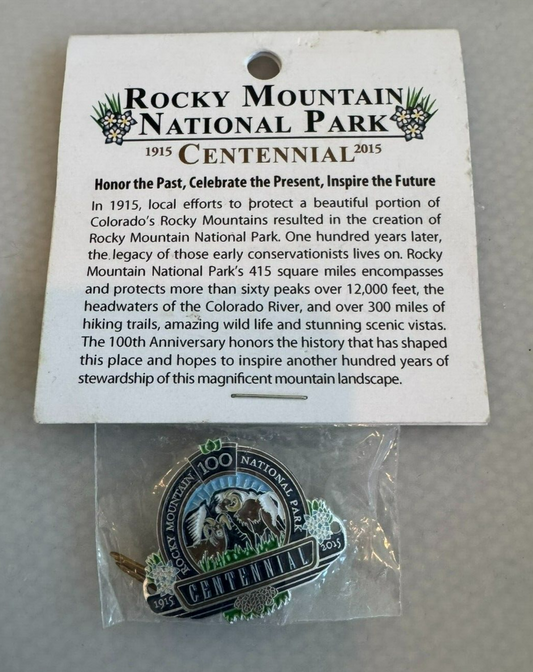 ROCKY MOUNTAIN
NATIONAL PARK
1915 CENTENNIAL 2015
Honor the Past, Celebrate the Present, Inspire the Future
In 1915, local efforts to protect a beautiful portion of
Colorado's Rocky Mountains resulted in the creation of
Rocky Mountain National Park. One hundred years later,
the legacy of those early conservationists lives on. Rocky
Mountain National Park's 415 square miles encompasses
and protects more than sixty peaks over 12,000 feet, the
headwaters of the Colorado River, and over 300 miles of
hiking trails, amazing wild life and stunning scenic vistas.
The 100th Anniversary honors the history that has shaped
this place and hopes to inspire another hundred years of
stewardship of this magnificent mountain landscape.
ROCKY MOUNTAIN 100 NATIONAL PARK
CENTENNIAL
1915 2015